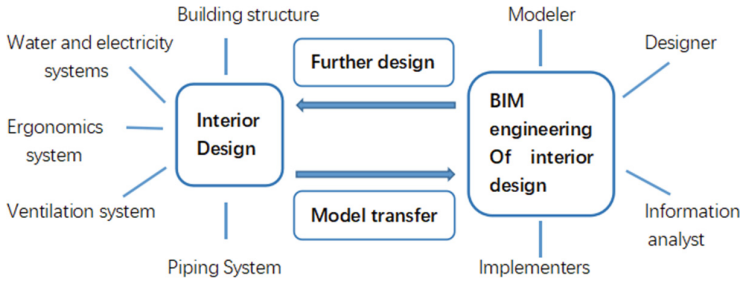 Building structure
Modeler
Water and electricity
systems
Further design
Designer
Interior
Design
BIM
engineering
Of interior
design
Ergonomics
system
Ventilation system
Model transfer
Information
analyst
Piping System
Implementers